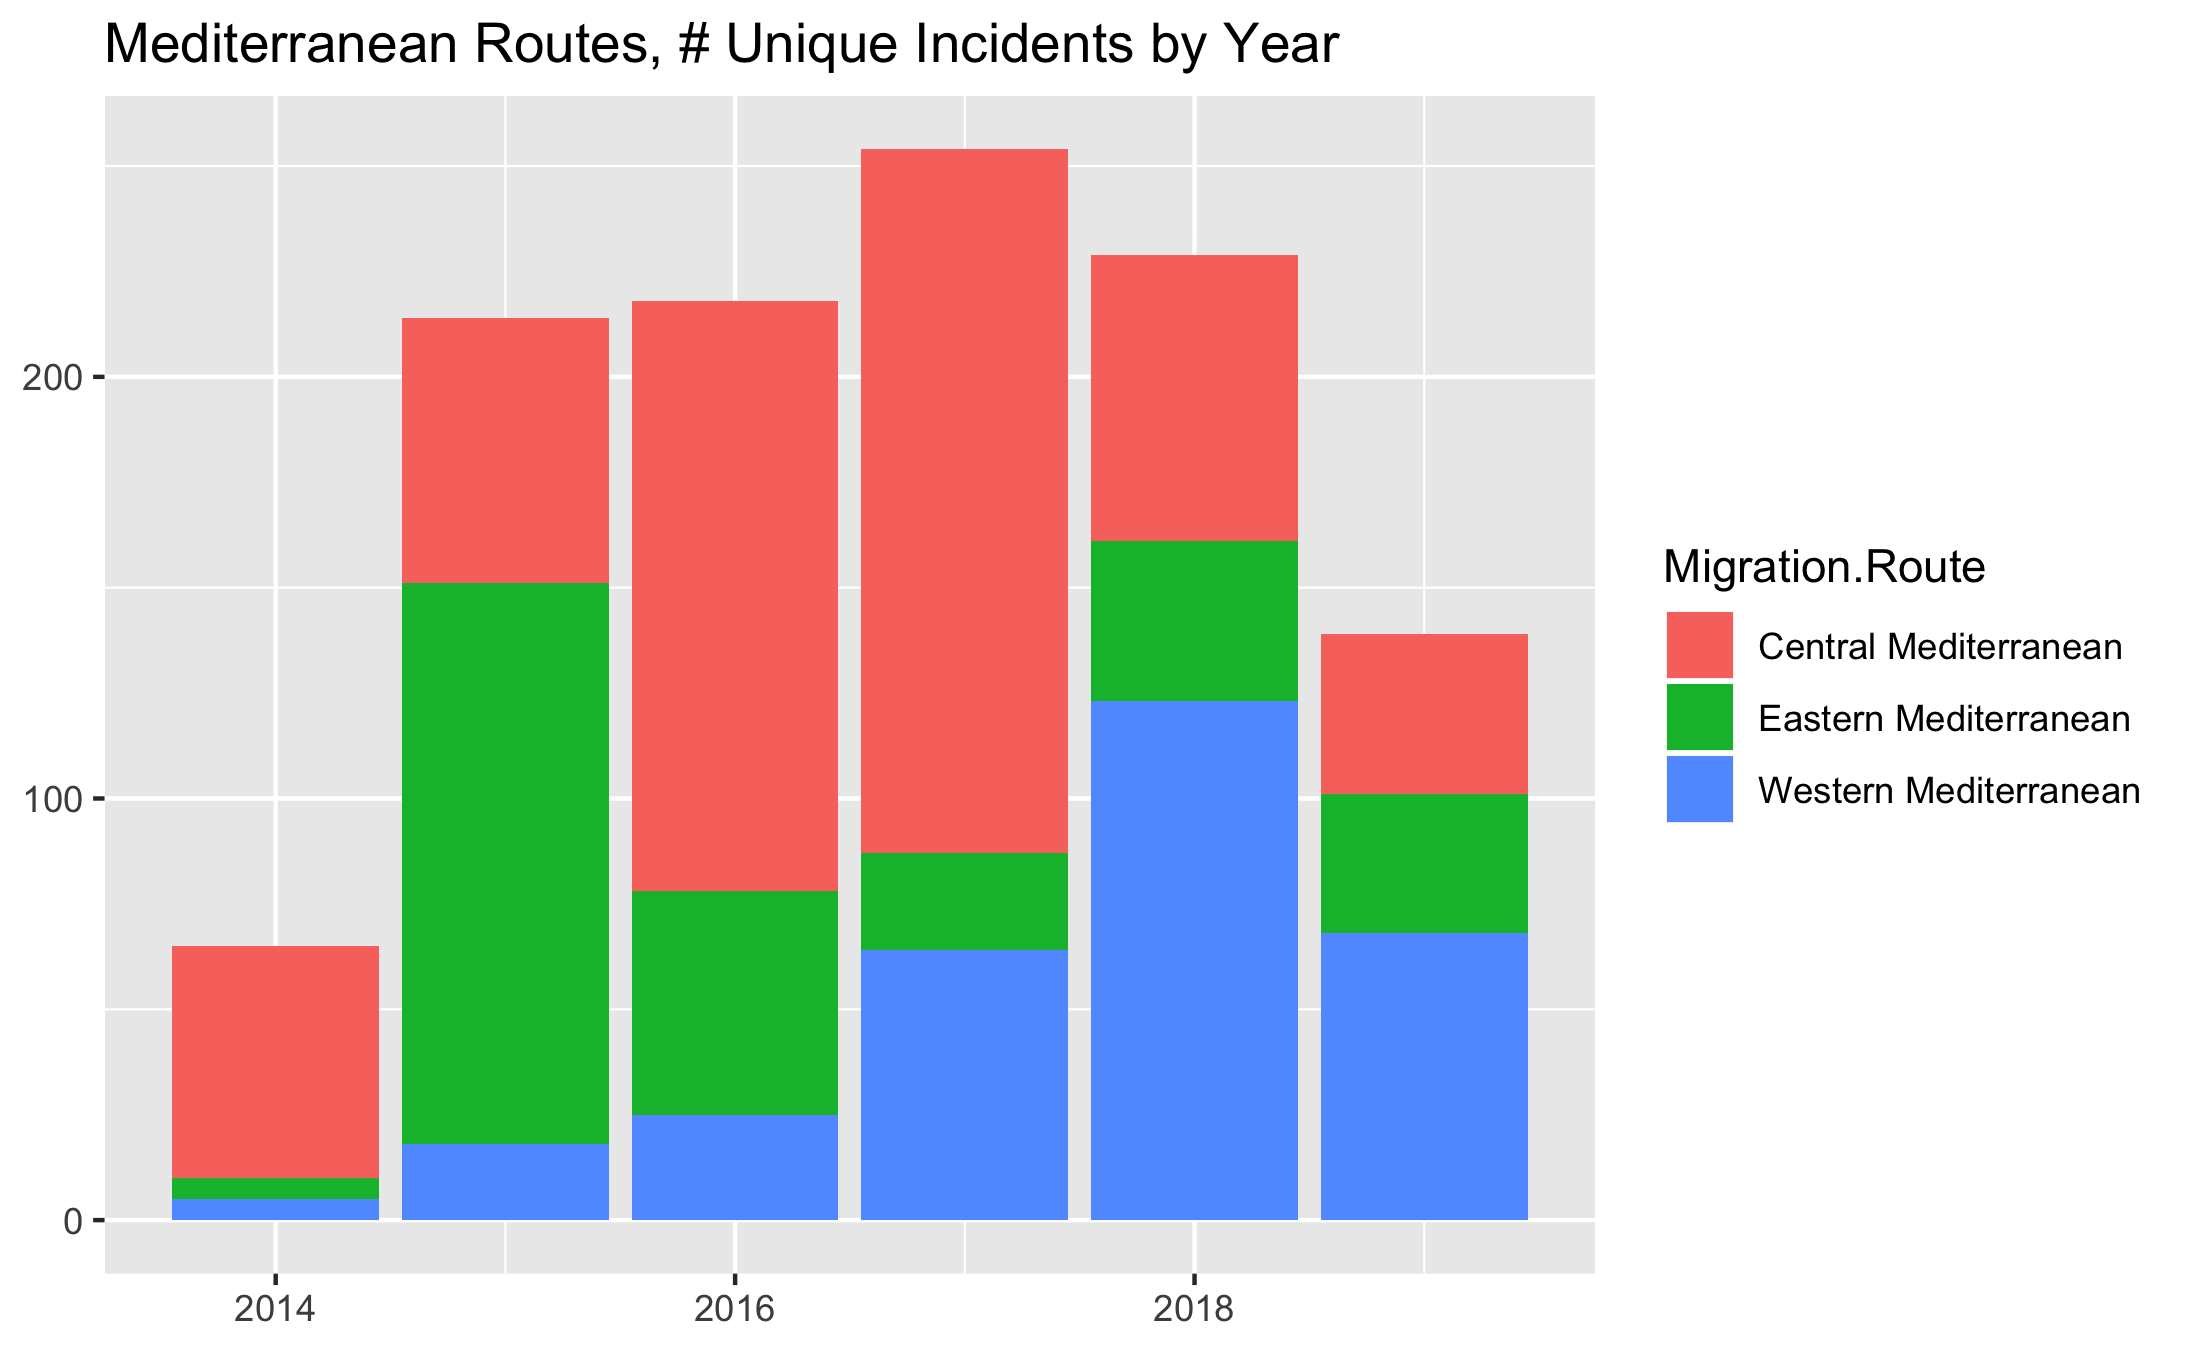 Mediterranean Routes, # Unique Incidents by Year
200
100
0
2014
2016
2018
Migration.Route
Central Mediterranean
Eastern Mediterranean
Western Mediterranean